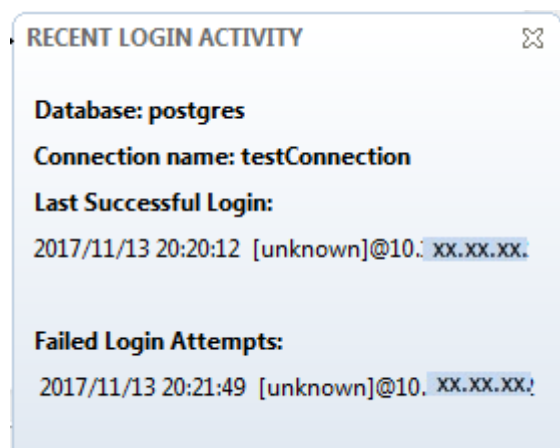 RECENT LOGIN ACTIVITY
Database: postgres
Connection name: testConnection
Last Successful Login:
2017/11/13 20:20:12 [unknown]@10. xx.xx.xx.
Failed Login Attempts:
2017/11/13 20:21:49 [unknown]@10. xx.xx.xx.